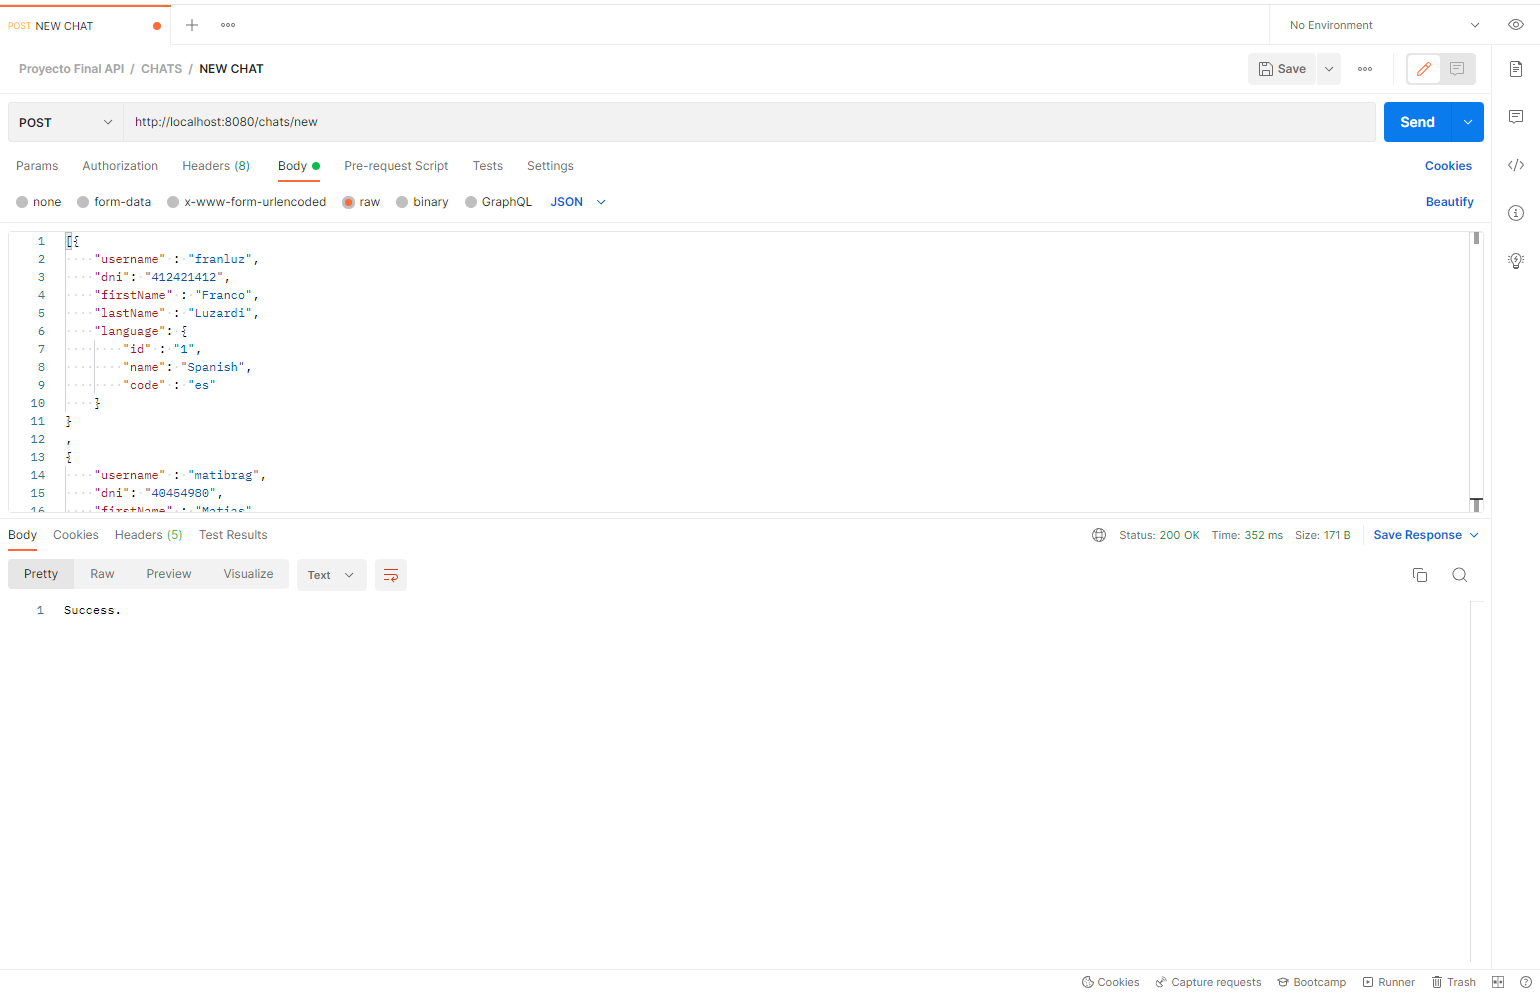 POST NEW CHAT
No Environment
Proyecto Final API / CHATS / NEW CHAT
Save
POST http://localhost:8080/chats/new
Send
Params Authorization Headers (8) Body Pre-request Script Tests Settings
Cookies
none form-data x-www-form-urlencoded raw binary GraphQL JSON
Beautify
1 [{
2 "username" : "franluz",
3 "dni": "412421412",
4 "firstName" : "Franco",
5 "lastName" : "Luzardi",
6 "language": {
7 "id" : "1",
8 "name": "Spanish",
9 "code" : "es"
10 }
11 }
12 ,
13 {
14 "username" : "matibrag",
15 "dni": "40454980",
16 "firstName" : "Matias"
Body Cookies Headers (5) Test Results
Status: 200 OK Time: 352 ms Size: 171 B Save Response
Pretty Raw Preview Visualize Text
1 Success.
Cookies Capture requests Bootcamp Runner Trash